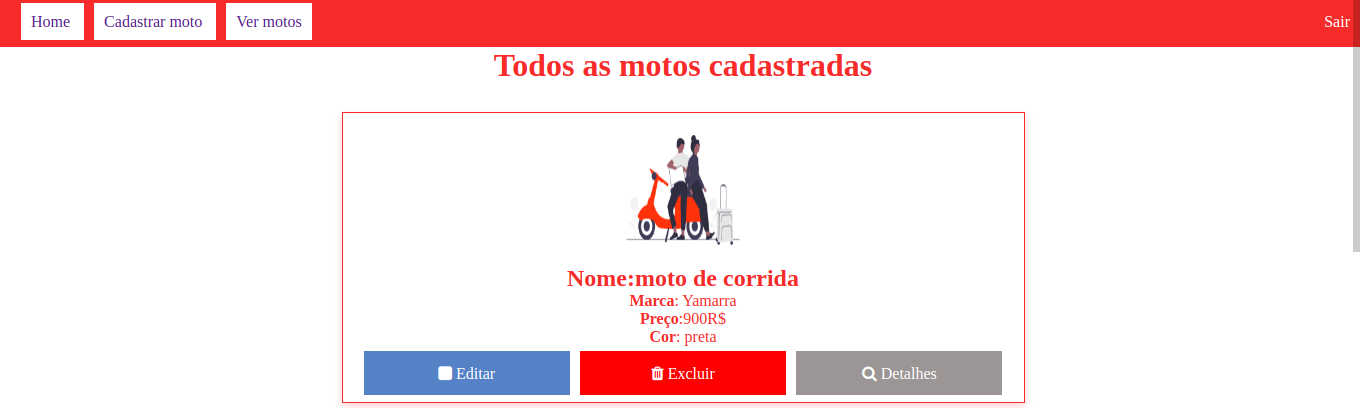 Home Cadastrar moto Ver motos Sair
Todos as motos cadastradas
Nome:moto de corrida
Marca: Yamarra
Preço:900R$
Cor: preta
Editar Excluir Detalhes